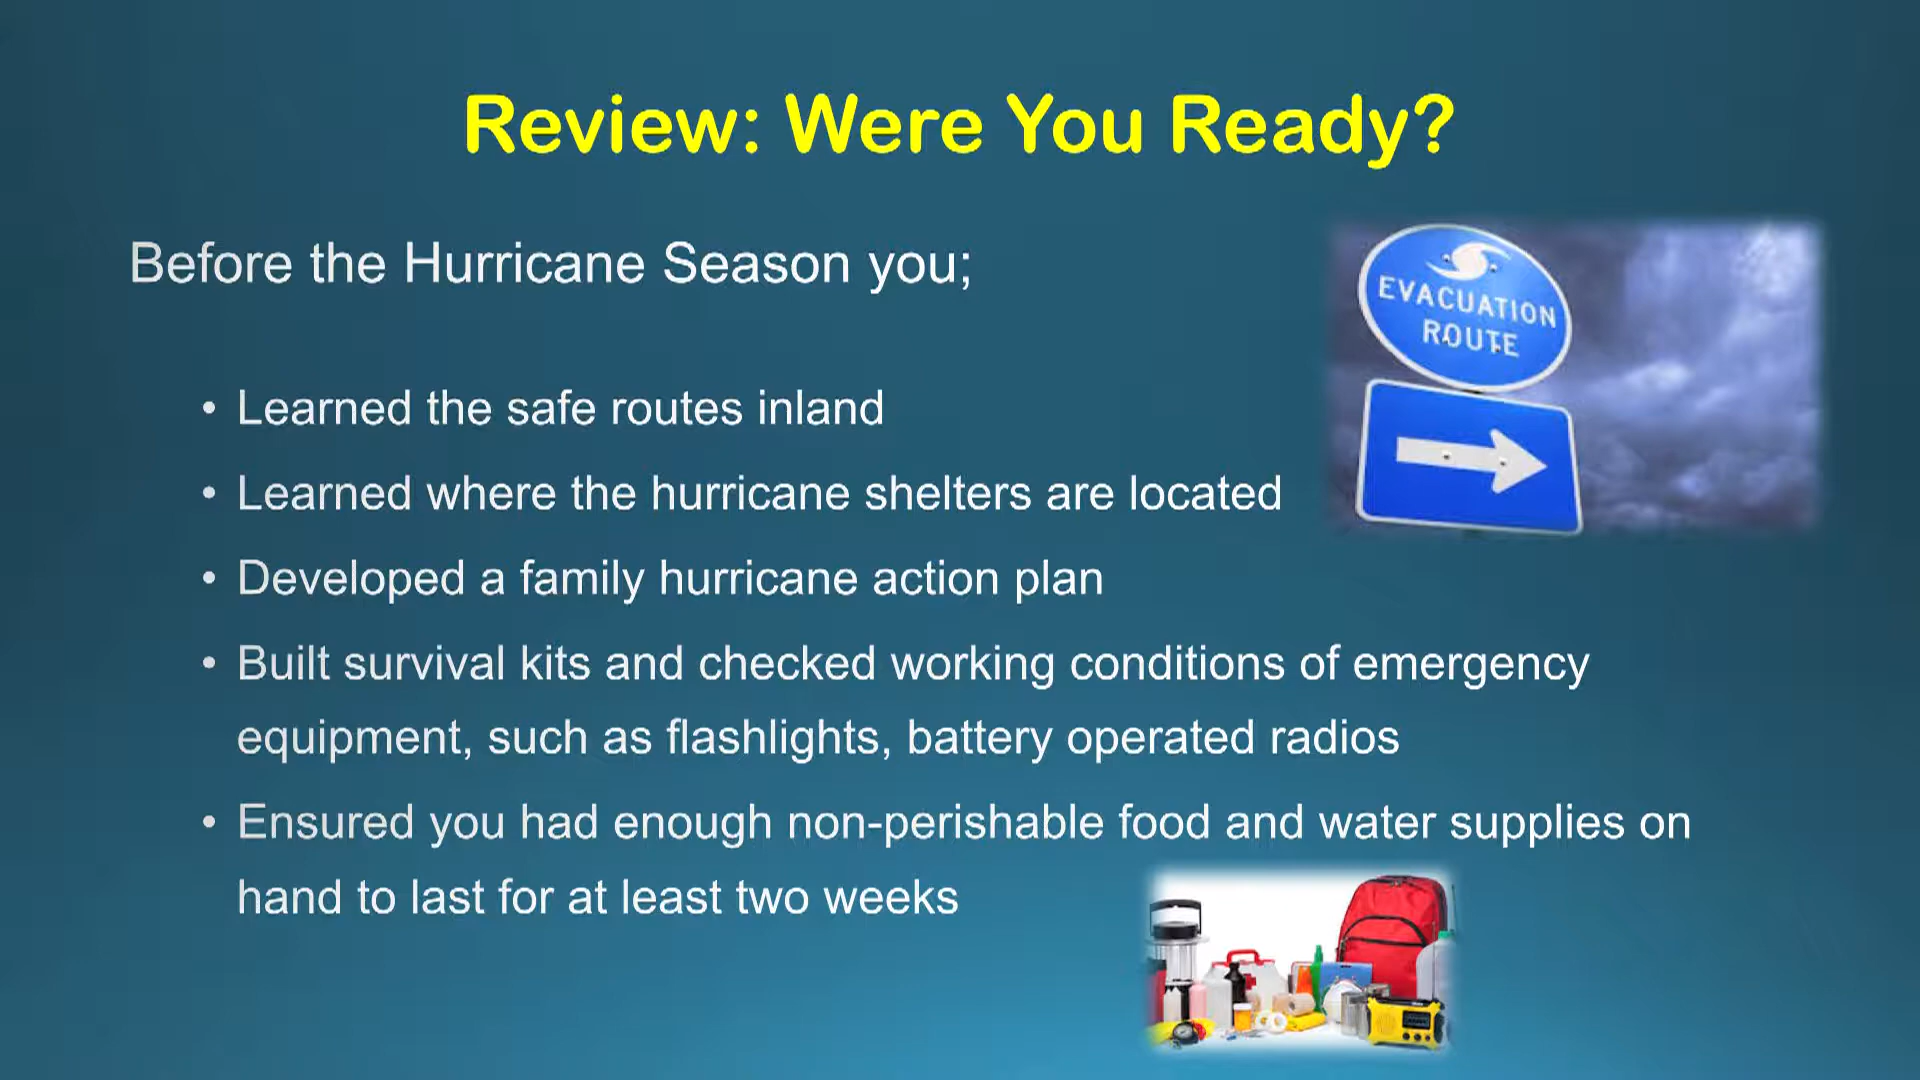 Review: Were You Ready?
Before the Hurricane Season you;
EVACUATION
ROUTE
• Learned the safe routes inland
• Learned where the hurricane shelters are located
• Developed a family hurricane action plan
• Built survival kits and checked working conditions of emergency
equipment, such as flashlights, battery operated radios
• Ensured you had enough non-perishable food and water supplies on
hand to last for at least two weeks